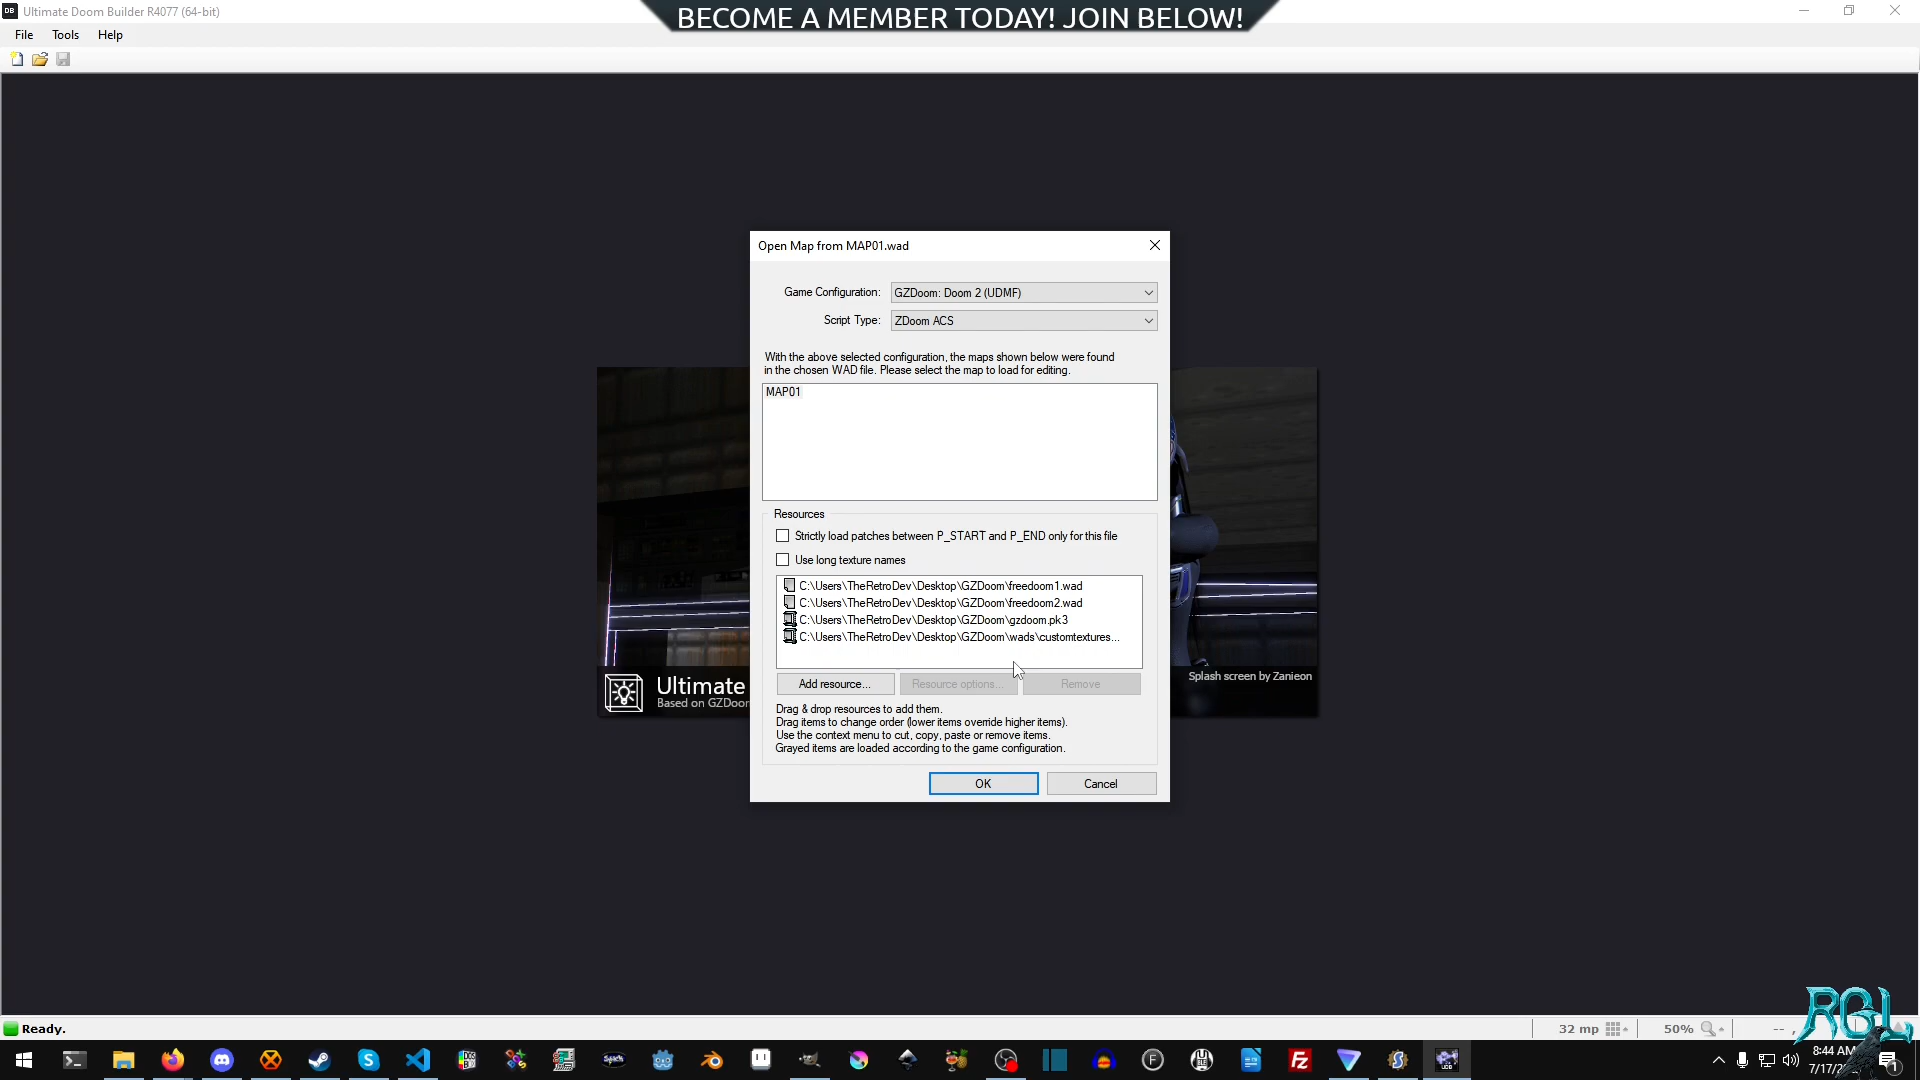 Ultimate Doom Builder R4077 (64-bit)
BECOME A MEMBER TODAY! JOIN BELOW!
File Tools Help
Open Map from MAP01.wad
Game Configuration: GZDoom: Doom 2 (UDMF)
Script Type: ZDoom ACS
With the above selected configuration, the maps shown below were found
in the chosen WAD file. Please select the map to load for editing.
MAP01
Resources
Strictly load patches between P_START and P_END only for this file
Use long texture names
C:\Users\TheRetroDev\Desktop\GZDoom\freedoom1.wad
C:\Users\TheRetroDev\Desktop\GZDoom\freedoom2.wad
C:\Users\TheRetroDev\Desktop\GZDoom\gzdoom.pk3
C:\Users\TheRetroDev\Desktop\GZDoom\wads\customtextures...
Add resource... Resource options... Remove
Drag & drop resources to add them.
Drag items to change order (lower items override higher items).
Use the context menu to cut, copy, paste or remove items.
Grayed items are loaded according to the game configuration.
OK Cancel
Ultimate
Based on GZDoor
Splash screen by Zanieon
Ready.
32 mp
50%
-- ,
RGL
8:44 AM
7/17/2